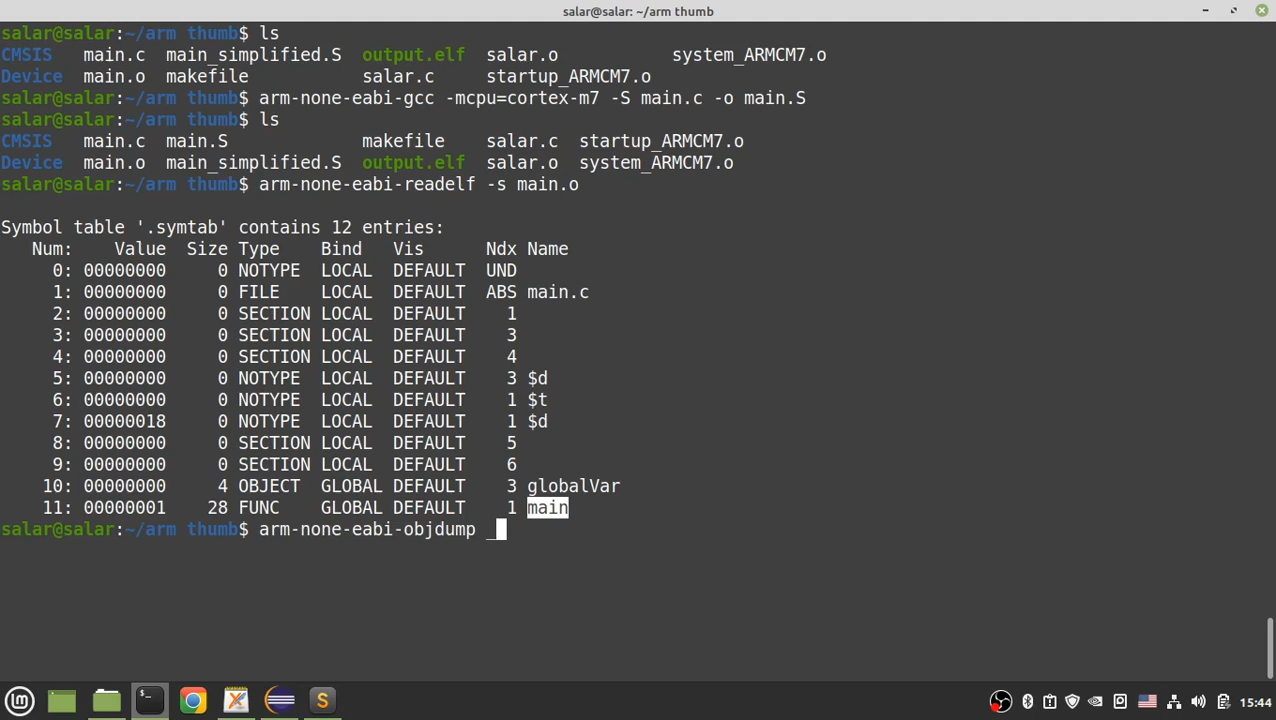 salar@salar: ~/arm thumb
salar@salar:~/arm thumb$ ls
CMSIS main.c main_simplified.S output.elf salar.o system_ARMCM7.o
Device main.o makefile salar.c startup_ARMCM7.o
salar@salar:~/arm thumb$ arm-none-eabi-gcc -mcpu=cortex-m7 -S main.c -o main.S
salar@salar:~/arm thumb$ ls
CMSIS main.c main.S makefile salar.c startup_ARMCM7.o
Device main.o main_simplified.S output.elf salar.o system_ARMCM7.o
salar@salar:~/arm thumb$ arm-none-eabi-readelf -s main.o
Symbol table '.symtab' contains 12 entries:
Num: Value Size Type Bind Vis Ndx Name
0: 00000000 0 NOTYPE LOCAL DEFAULT UND
1: 00000000 0 FILE LOCAL DEFAULT ABS main.c
2: 00000000 0 SECTION LOCAL DEFAULT 1
3: 00000000 0 SECTION LOCAL DEFAULT 3
4: 00000000 0 SECTION LOCAL DEFAULT 4
5: 00000000 0 NOTYPE LOCAL DEFAULT 3 $d
6: 00000000 0 NOTYPE LOCAL DEFAULT 1 $t
7: 00000018 0 NOTYPE LOCAL DEFAULT 1 $d
8: 00000000 0 SECTION LOCAL DEFAULT 5
9: 00000000 0 SECTION LOCAL DEFAULT 6
10: 00000000 4 OBJECT GLOBAL DEFAULT 3 globalVar
11: 00000001 28 FUNC GLOBAL DEFAULT 1 main
salar@salar:~/arm thumb$ arm-none-eabi-objdump _
15:44